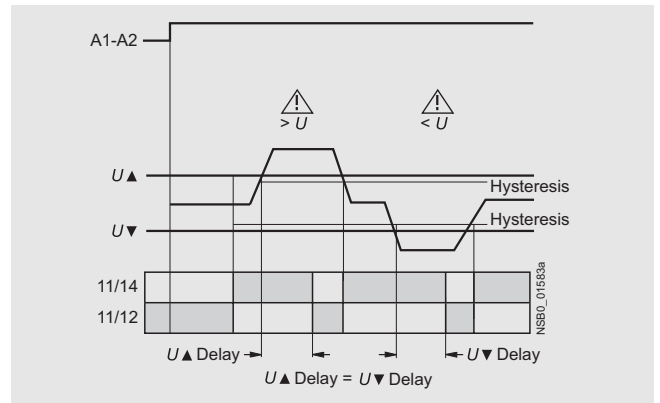 A1-A2
> U
< U
U▲
Hysteresis
Hysteresis
U▼
11/14
11/12
NSB0_01583a
U▲ Delay
U▼ Delay
U▲ Delay = U▼ Delay